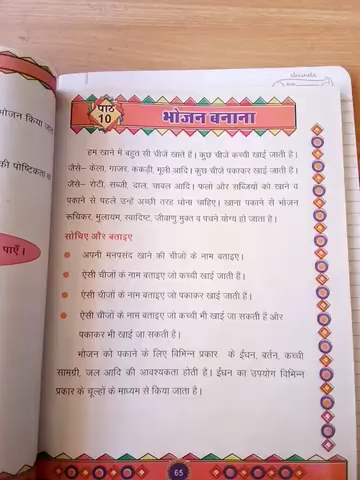 पाठ
10
भोजन बनाना
हम खाने में बहुत सी चीजें खाते हैं। कुछ चीजें कच्ची खाई जाती हैं।
जैसे– केला, गाजर, ककड़ी, मूली आदि। कुछ चीजें पकाकर खाई जाती हैं।
जैसे– रोटी, सब्जी, दाल, चावल आदि। फलों और सब्जियों को खाने व
पकाने से पहले उन्हें अच्छी तरह धोना चाहिए। खाना पकाने से भोजन
रूचिकर, मुलायम, स्वादिष्ट, जीवाणु मुक्त व पचने योग्य हो जाता है।
सोचिए और बताइए
अपनी मनपसंद खाने की चीजों के नाम बताइए।
ऐसी चीजों के नाम बताइए जो कच्ची खाई जाती हैं।
ऐसी चीजों के नाम बताइए जो पकाकर खाई जाती हैं।
ऐसी चीजों के नाम बताइए जो कच्ची भी खाई जा सकती हैं और
पकाकर भी खाई जा सकती है।
भोजन को पकाने के लिए विभिन्न प्रकार के ईंधन, बर्तन, कच्ची
सामग्री, जल आदि की आवश्यकता होती है। ईंधन का उपयोग विभिन्न
प्रकार के चूल्हों के माध्यम से किया जाता है।
65
भोजन किया जान
की पोष्टिकता
पाएँ।